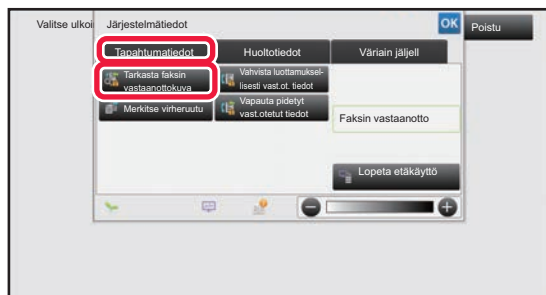 Valitse ulkoi
Järjestelmätiedot
OK
Poistu
Tapahtumatiedot
Huoltotiedot
Väriain jäljell
Tarkasta faksin
vastaanottokuva
Vahvista luottamuksel-
lisesti vast.ot. tiedot
Merkitse virheruutu
Vapauta pidetyt
vast.otetut tiedot
Faksin vastaanotto
Lopeta etäkäyttö